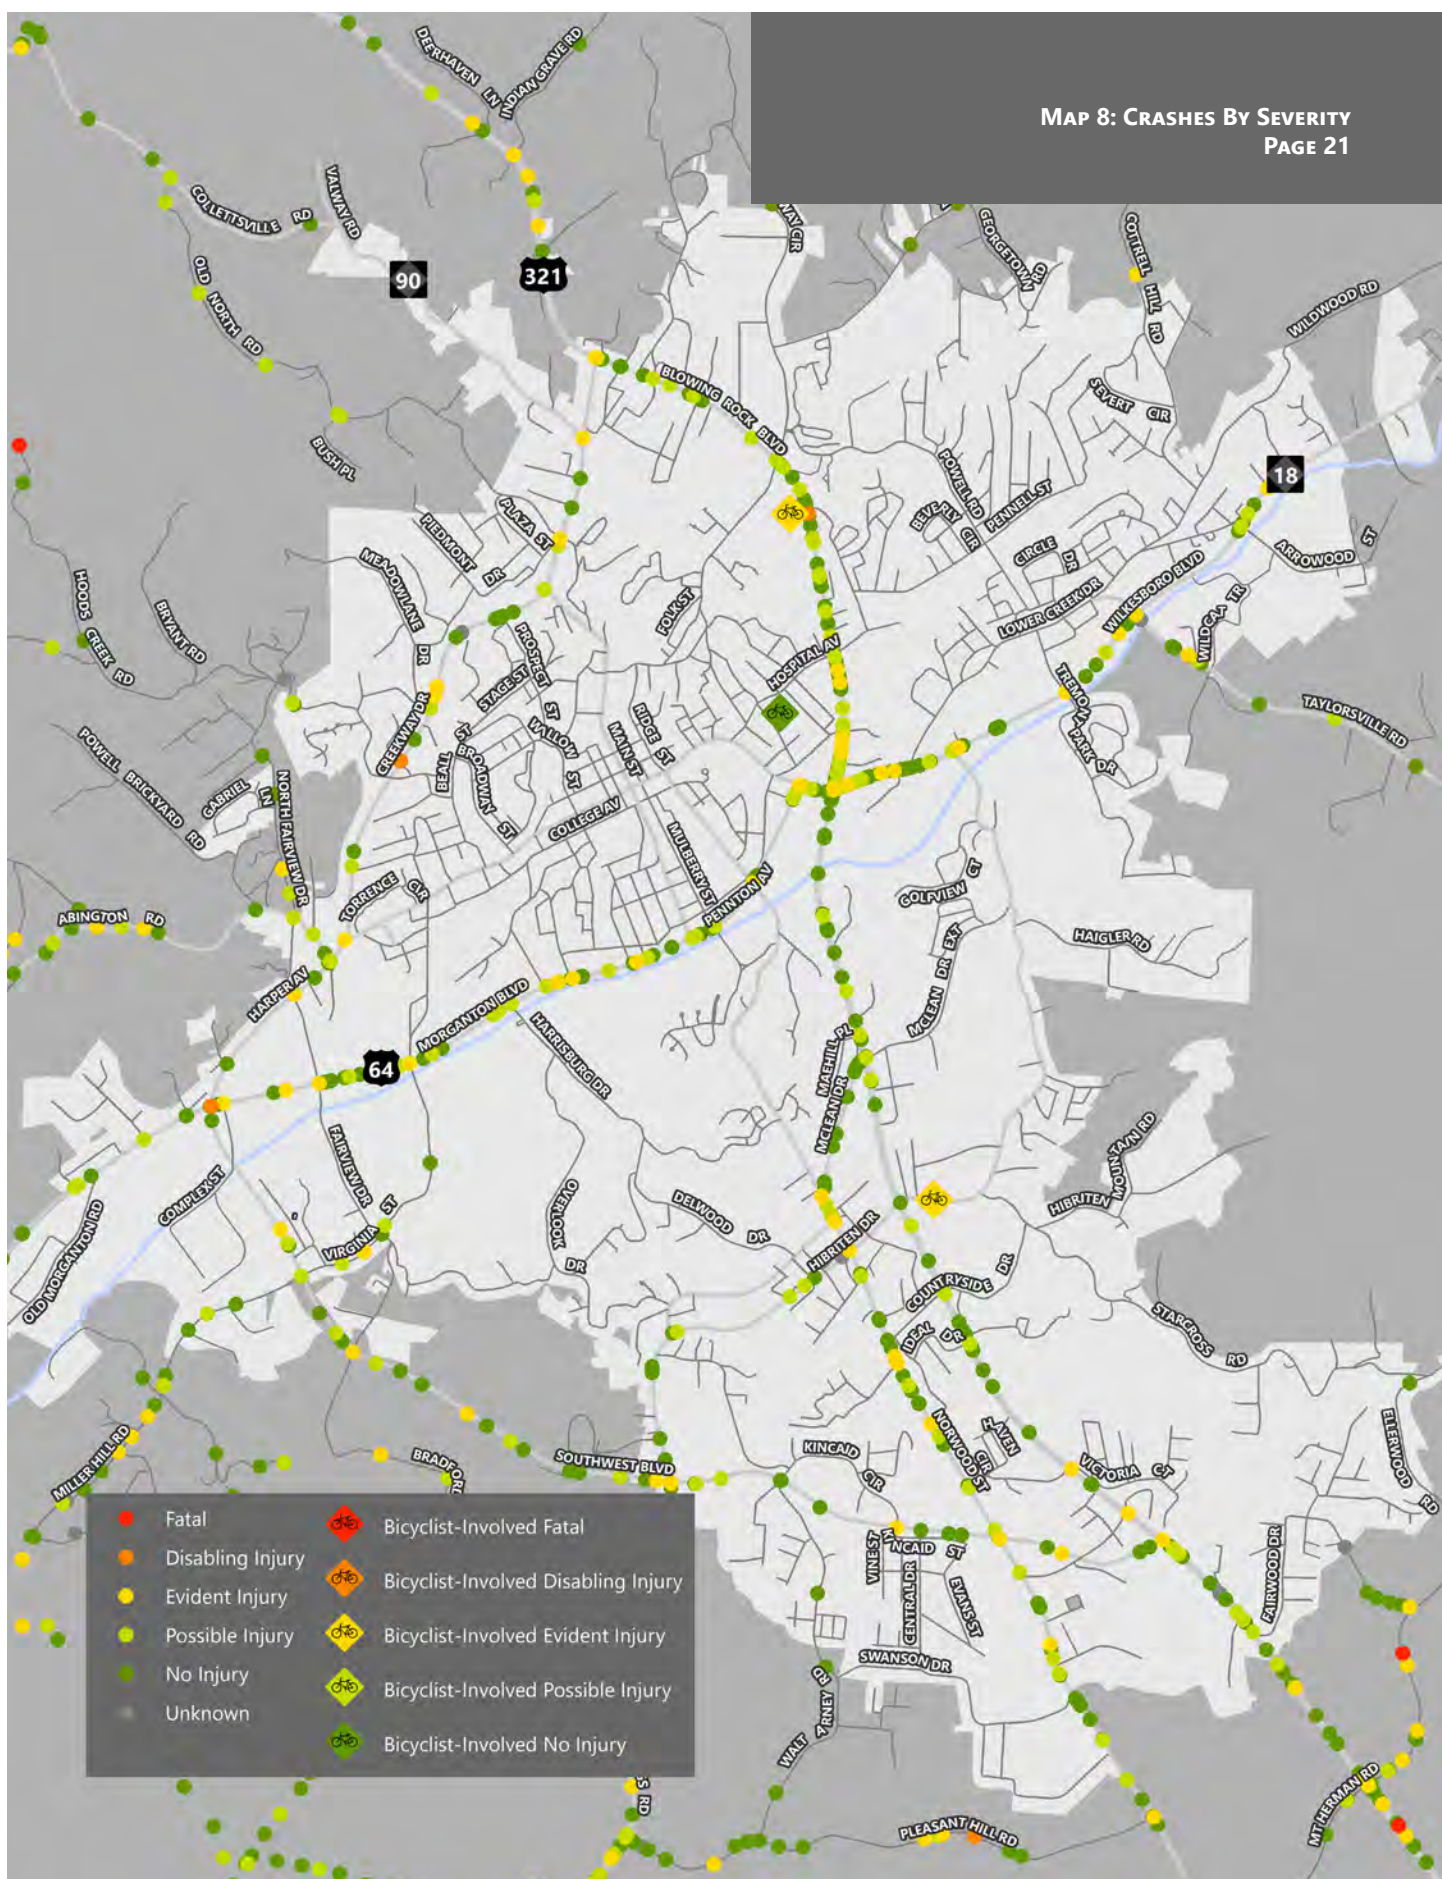 MAP 8: CRASHES BY SEVERITY
PAGE 21
DEERHAVEN LN
INDIAN GRAVE RD
COLLETTSVILLE RD
VALWAY RD
WAY CIR
GEORGETOWN RD
COTTRELL HILL RD
WILDWOOD RD
90
321
OLD NORTH RD
BLOWING ROCK BLVD
SEVERT CIR
BUSH PL
18
POWELL RD
PENNELL ST
BEVERLY CIR
PLAZA ST
PIEDMONT DR
MEADOWLANE DR
CIRCLE DR
ARROWOOD ST
WILKESBORO BLVD
LOWER CREEK DR
WILDCAT TR
HOODS CREEK RD
BRYANT RD
FOLK ST
PROSPECT ST
STAGE ST
HOSPITAL AV
TREMONT PARK DR
TAYLORSVILLE RD
CREEKWAY DR
BEALL ST
BROADWAY ST
WALLOW ST
MAIN ST
RIDGE ST
POWELL BRICKYARD RD
GABRIEL LN
NORTH FAIRVIEW DR
COLLEGE AV
MULBERRY ST
PENNTON AV
TORRENCE CIR
GOLFVIEW CT
ABINGTON RD
MCLEAN DR EXT
HAIGLER RD
HARPER AV
MORGANTON BLVD
HARRISBURG DR
64
MAEHILL PL
MCLEAN DR
FAIRVIEW DR
COMPLEX ST
OLD MORGANTON RD
VIRGINIA ST
OVERLOOK DR
DELWOOD DR
HIBRITEN DR
HIBRITEN MOUNTAIN RD
COUNTRYSIDE DR
IDEAL DR
STARCROSS RD
ELLERWOOD RD
MILLER HILL RD
BRADFORD
SOUTHWEST BLVD
KINCAID CIR
NORWOOD ST
HAVEN CIR
VICTORIA CT
VINE ST
KINCAID ST
CENTRAL DR
EVANS ST
FAIRWOOD DR
SWANSON DR
WALT ARNEY RD
PLEASANT HILL RD
MT HERMAN RD
SS RD
Fatal
Disabling Injury
Evident Injury
Possible Injury
No Injury
Unknown
Bicyclist-Involved Fatal
Bicyclist-Involved Disabling Injury
Bicyclist-Involved Evident Injury
Bicyclist-Involved Possible Injury
Bicyclist-Involved No Injury